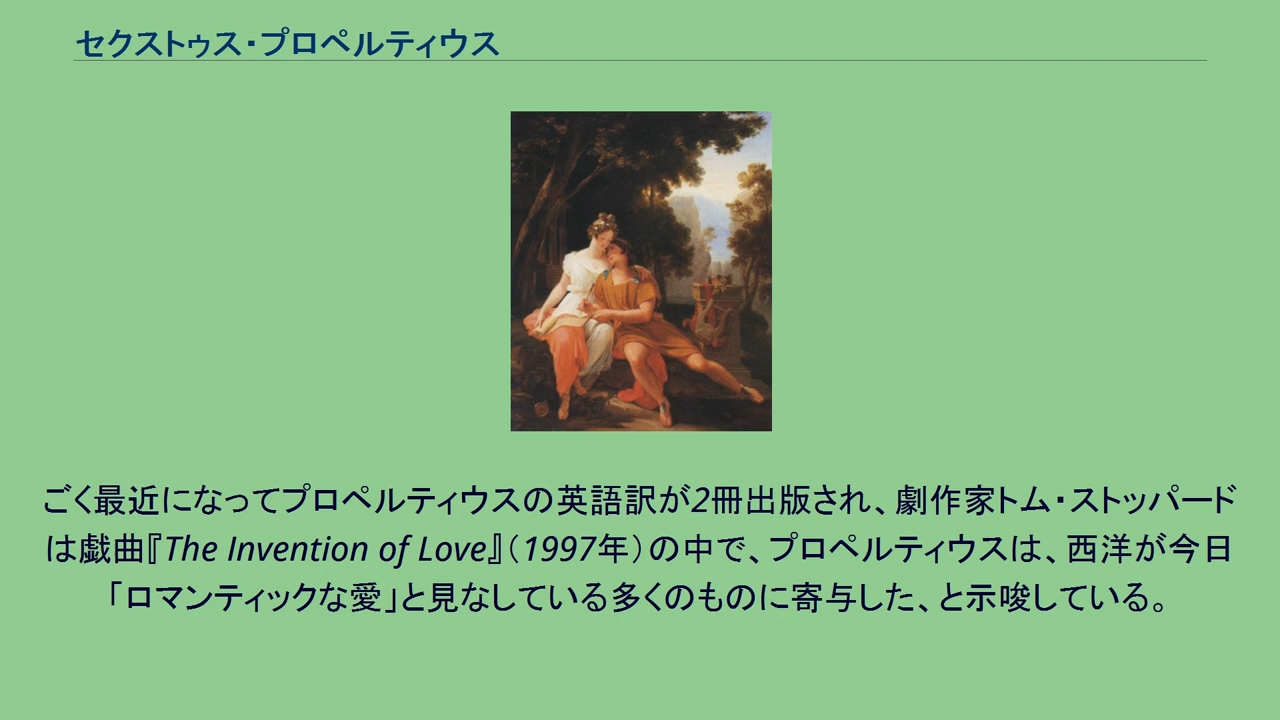 セクストゥス・プロペルティウス
ごく最近になってプロペルティウスの英語訳が2冊出版され、劇作家トム・ストッパード
は戯曲『The Invention of Love』（1997年）の中で、プロペルティウスは、西洋が今日
「ロマンティックな愛」と見なしている多くのものに寄与した、と示唆している。